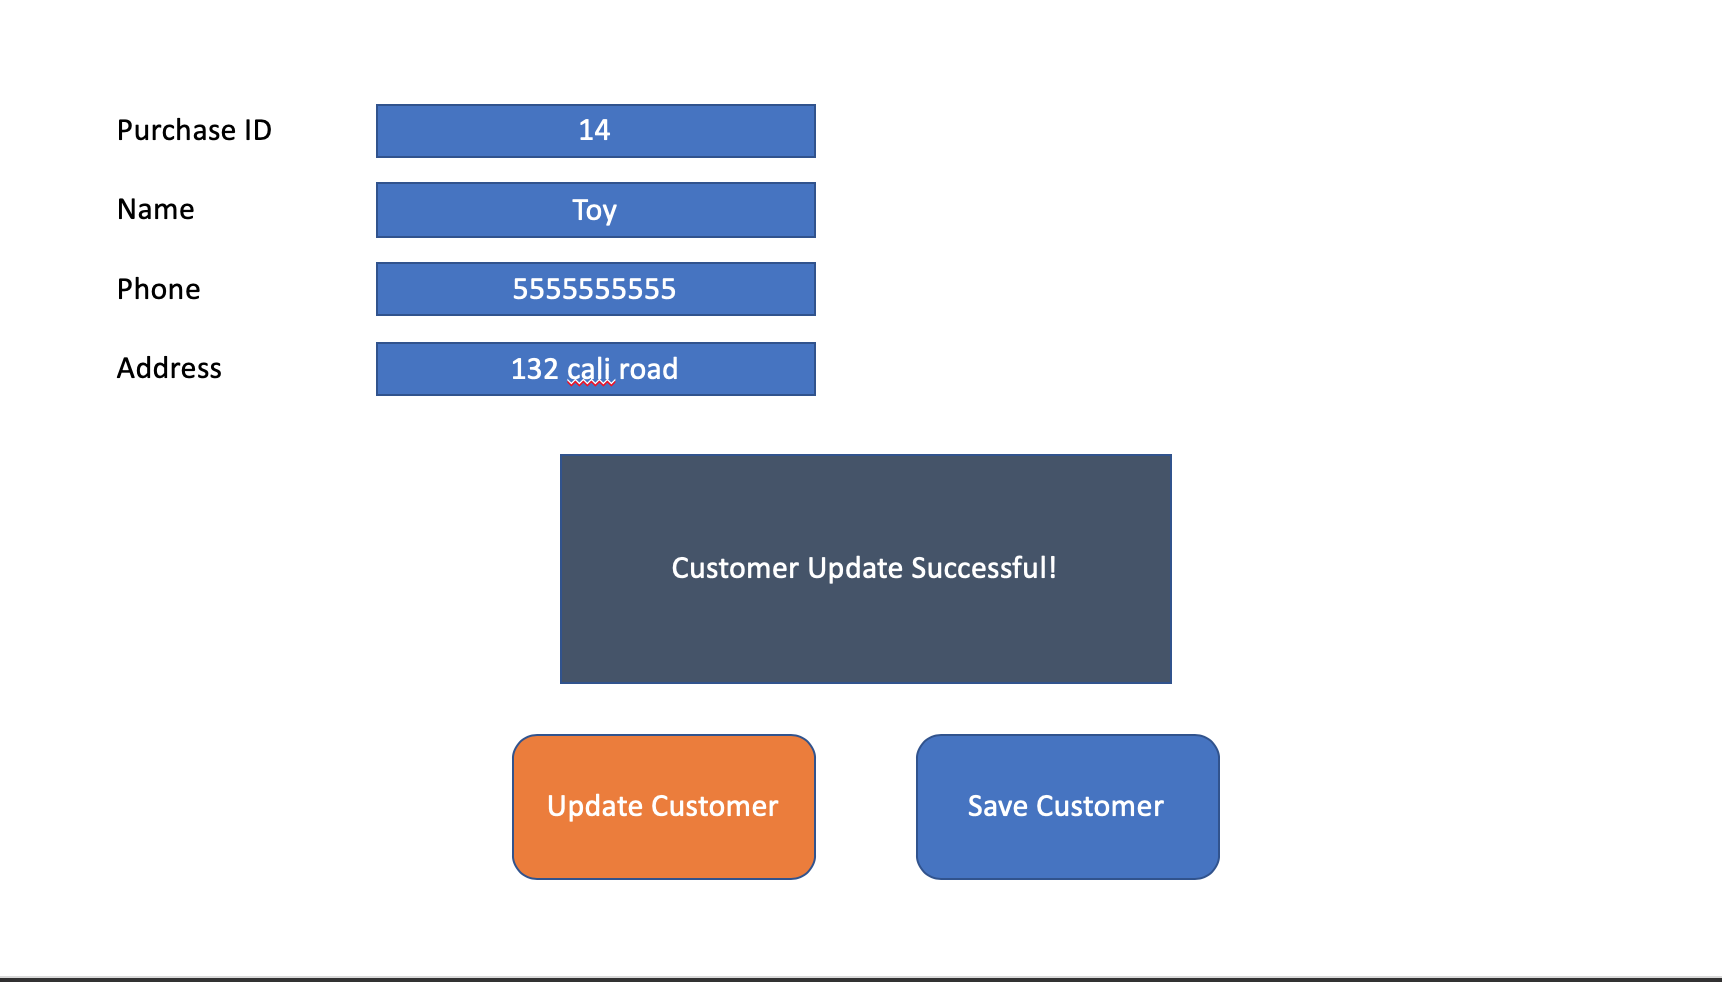 Purchase ID 14
Name Toy
Phone 5555555555
Address 132 cali road
Customer Update Successful!
Update Customer Save Customer